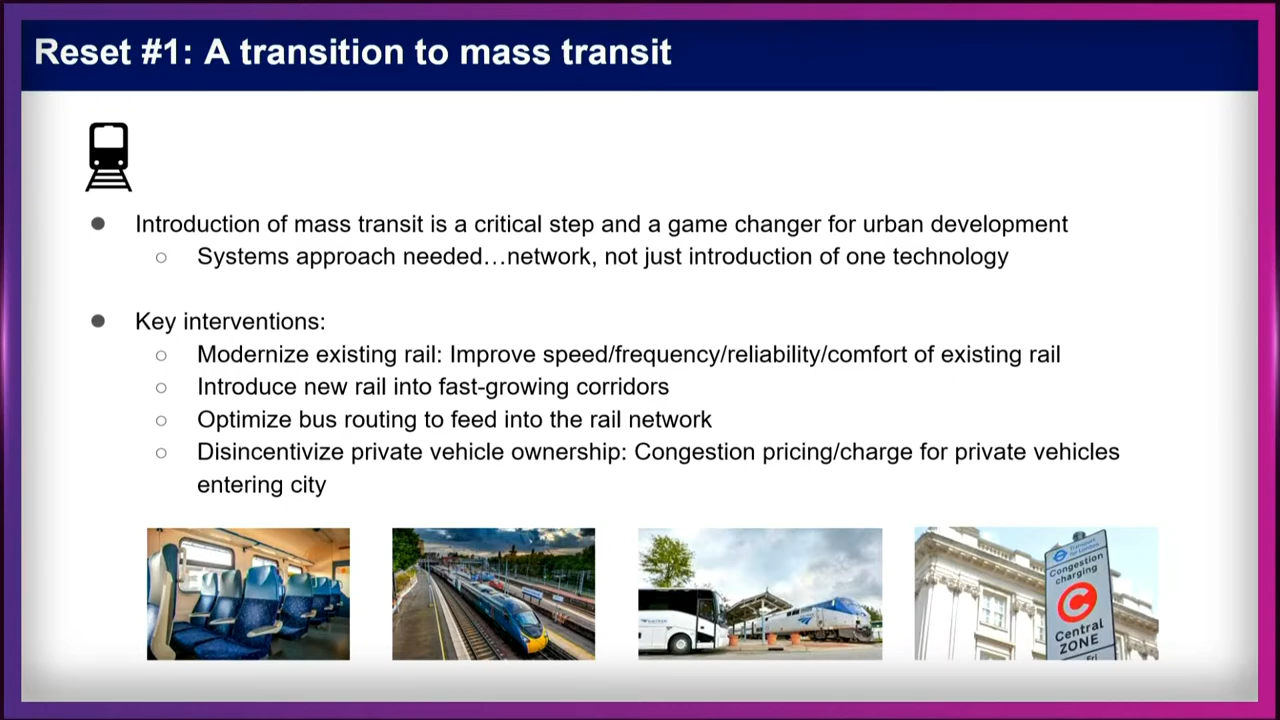 Reset #1: A transition to mass transit
● Introduction of mass transit is a critical step and a game changer for urban development
○ Systems approach needed…network, not just introduction of one technology
● Key interventions:
○ Modernize existing rail: Improve speed/frequency/reliability/comfort of existing rail
○ Introduce new rail into fast-growing corridors
○ Optimize bus routing to feed into the rail network
○ Disincentivize private vehicle ownership: Congestion pricing/charge for private vehicles
entering city
Transport
for London
Congestion
charging
C
Central
ZONE